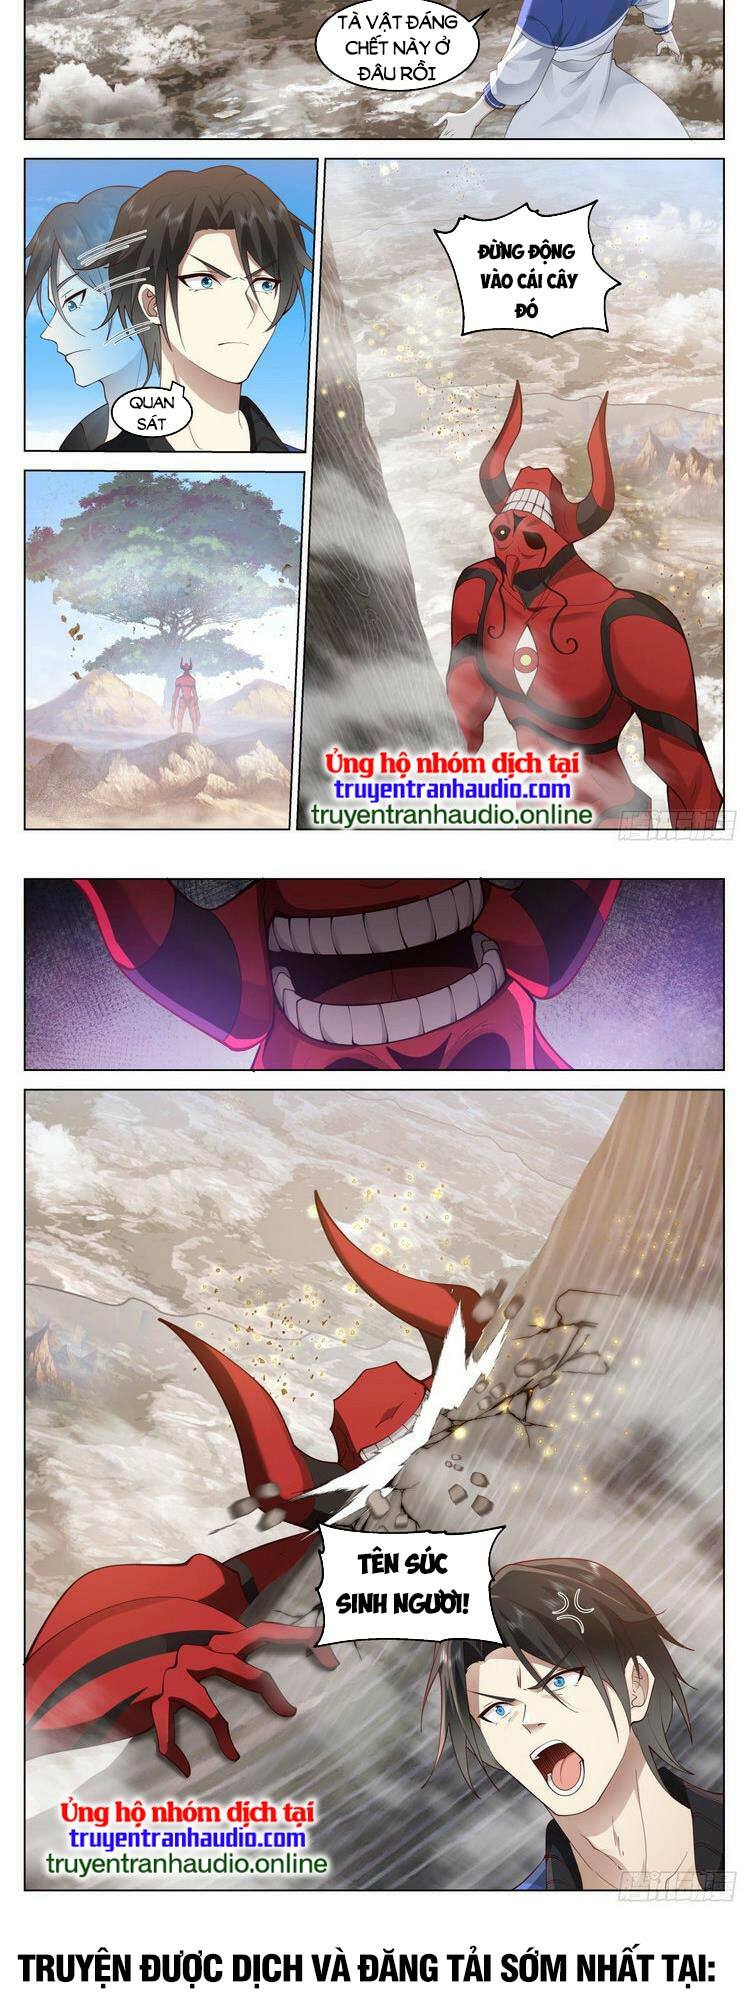 TÀ VẬT ĐÁNG
CHẾT NÀY Ở
ĐÂU RỒI
QUAN
SÁT
ĐỪNG ĐỘNG
VÀO CÁI CÂY
ĐÓ
Ủng hộ nhóm dịch tại
truyentranhaudio.com
truyentranhaudio.online
TÊN SÚC
SINH NGƯƠI!
Ủng hộ nhóm dịch tại
truyentranhaudio.com
truyentranhaudio.online
TRUYỆN ĐƯỢC DỊCH VÀ ĐĂNG TẢI SỚM NHẤT TẠI: